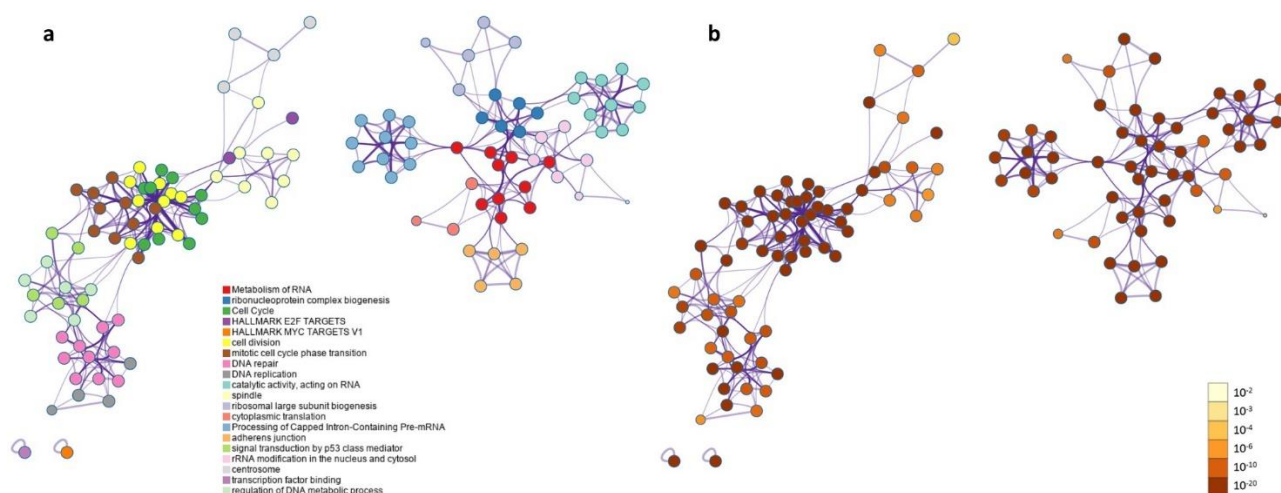 a
b
Metabolism of RNA
ribonucleoprotein complex biogenesis
Cell Cycle
HALLMARK E2F TARGETS
HALLMARK MYC TARGETS V1
cell division
mitotic cell cycle phase transition
DNA repair
DNA replication
catalytic activity, acting on RNA
spindle
ribosomal large subunit biogenesis
cytoplasmic translation
Processing of Capped Intron-Containing Pre-mRNA
adherens junction
signal transduction by p53 class mediator
rRNA modification in the nucleus and cytosol
centrosome
transcription factor binding
regulation of DNA metabolic process
10-2
10-3
10-4
10-6
10-10
10-20